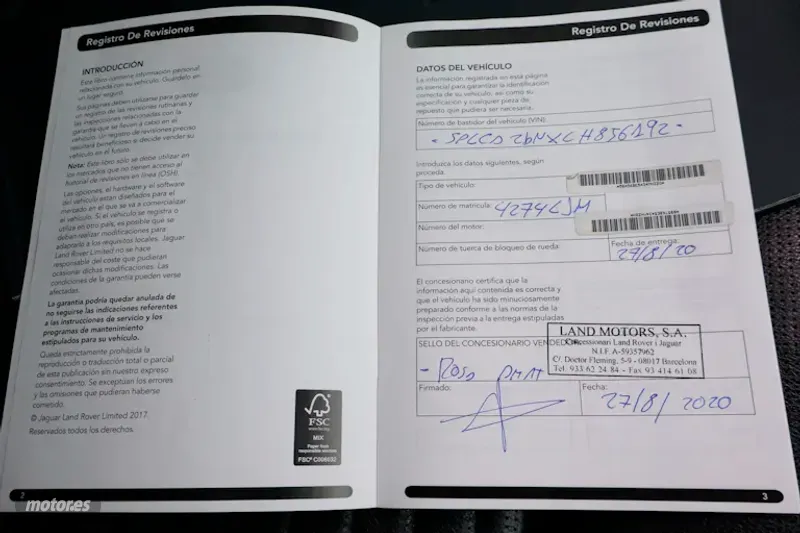 Registro De Revisiones
INTRODUCCIÓN
Este libro contiene información personal
relacionada con su vehículo. Guárdelo en
un lugar seguro.
Sus páginas deben utilizarse para guardar
un registro de las revisiones rutinarias y
las inspecciones relacionadas con la
garantía que se lleven a cabo en el
vehículo. Un registro de revisiones preciso
resultará beneficioso si decide vender su
vehículo en el futuro.
Nota: Este libro sólo se debe utilizar en
los mercados que no tienen acceso al
historial de revisiones en línea (OSH).
Las opciones, el hardware y el software
del vehículo están diseñados para el
mercado en el que se va a comercializar
el vehículo. Si el vehículo se registra o
utiliza en otro país, es posible que se
deban realizar modificaciones para
adaptarlo a los requisitos locales. Jaguar
Land Rover Limited no se hace
responsable del coste que pudieran
ocasionar dichas modificaciones. Las
condiciones de la garantía pueden verse
afectadas.
La garantía podría quedar anulada de
no seguirse las indicaciones referentes
a las instrucciones de servicio y los
programas de mantenimiento
estipulados para su vehículo.
Queda estrictamente prohibida la
reproducción o traducción total o parcial
de esta publicación sin nuestro expreso
consentimiento. Se exceptúan los errores
y las omisiones que pudieran haberse
cometido.
© Jaguar Land Rover Limited 2017.
Reservados todos los derechos.
FSC
MIX
Paper from
responsible sources
2
motor.es
Registro De Revisiones
DATOS DEL VEHÍCULO
La información registrada en esta página
es esencial para garantizar la identificación
correcta de su vehículo, así como su
especificación y cualquier pieza de
repuesto que pudiera ser necesaria.
Número de bastidor del vehículo (VIN):
Introduzca los datos siguientes, según
proceda.
Tipo de vehículo:
Número de matrícula: 4274LJM
Número del motor:
Número de tuerca de bloqueo de rueda:
Fecha de entrega:
27/8/20
El concesionario certifica que la
información aquí contenida es correcta y
que el vehículo ha sido minuciosamente
preparado conforme a las normas de la
inspección previa a la entrega estipuladas
por el fabricante.
SELLO DEL CONCESIONARIO VENDEDOR:
LAND MOTORS, S.A.
Concesionari Land Rover i Jaguar
N.I.F. A-59357962
C/. Doctor Fleming, 5-9 - 08017 Barcelona
Tel. 933 62 24 84 - Fax 93 414 61 08
Firmado:
Fecha:
27/8/2020
3